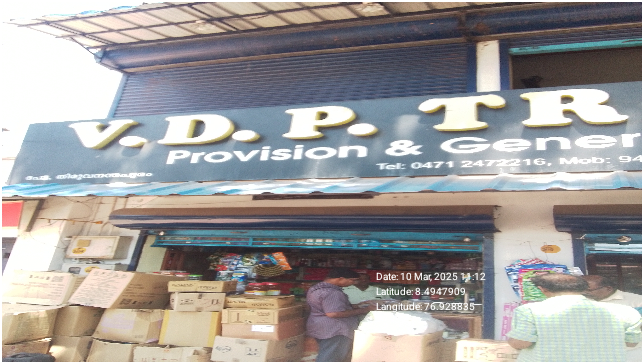 V. D. P. TR
Provision & Gener
Tel: 0471 2472216, Mob: 94
Date: 10 Mar, 2025 11:12
Latitude: 8.4947909
Langitude: 76.928835